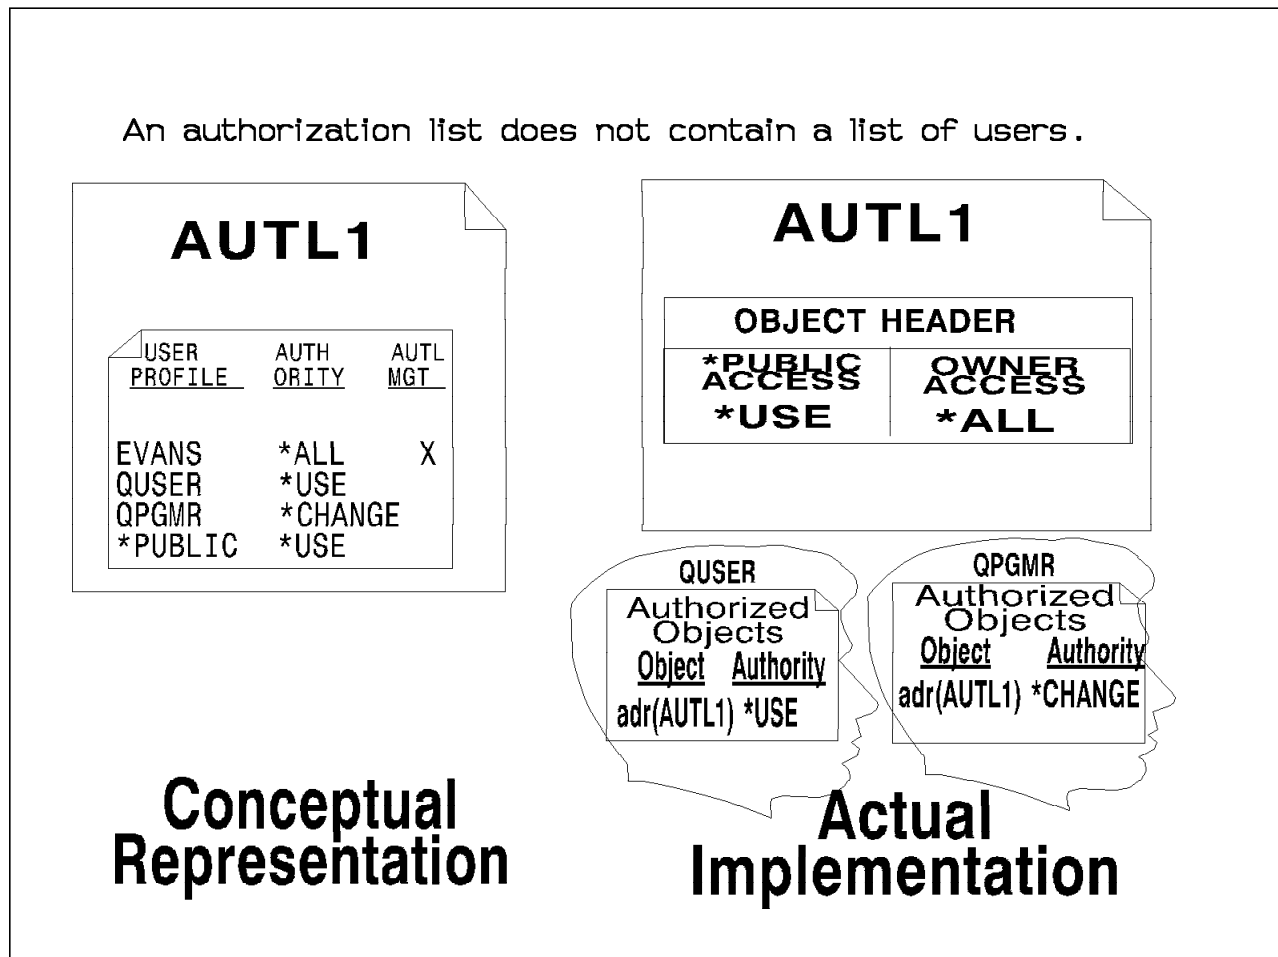 An authorization list does not contain a list of users.
AUTL1
USER AUTH AUTL
PROFILE ORITY MGT
EVANS *ALL X
QUSER *USE
QPGMR *CHANGE
*PUBLIC *USE
Conceptual
Representation
AUTL1
OBJECT HEADER
*PUBLIC
ACCESS
*USE
OWNER
ACCESS
*ALL
QUSER
Authorized
Objects
Object Authority
adr(AUTL1) *USE
QPGMR
Authorized
Objects
Object Authority
adr(AUTL1) *CHANGE
Actual
Implementation